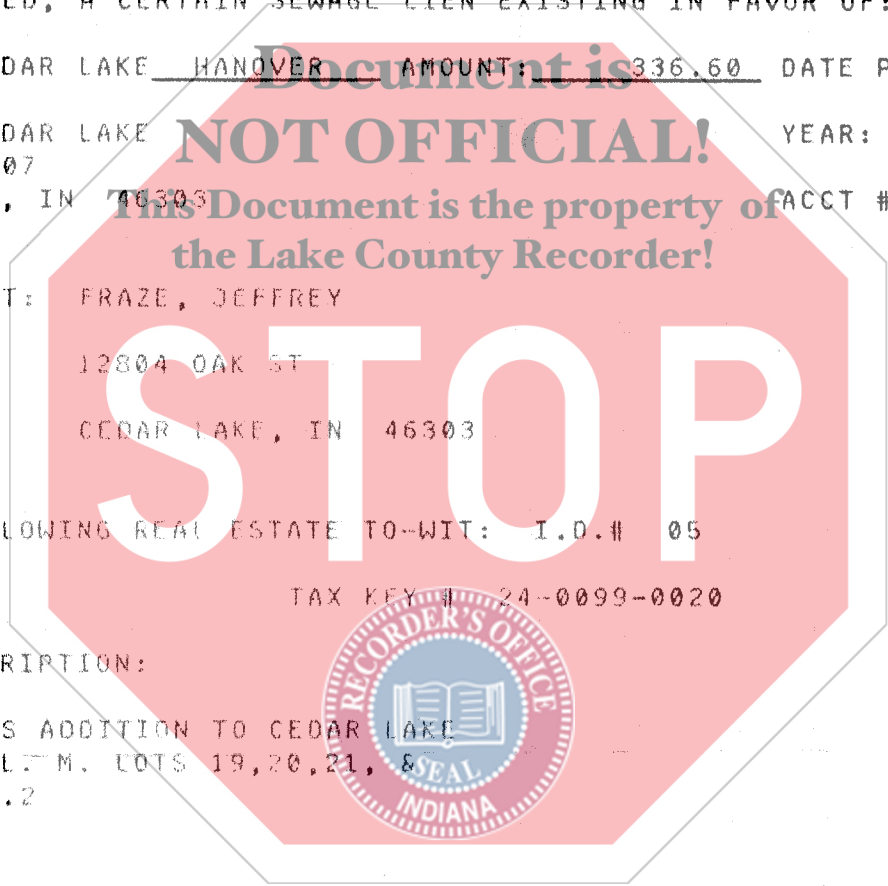 ED, A CERTAIN SEWAGE LIEN EXISTING IN FAVOR OF:
Document is
DAR LAKE HANOVER AMOUNT: 336.60 DATE P
NOT OFFICIAL!
DAR LAKE YEAR:
07
This Document is the property of
, IN 46303 ACCT #
the Lake County Recorder!
T: FRAZE, JEFFREY
12804 OAK ST
CEDAR LAKE, IN 46303
STOP
LOWING REAL ESTATE TO-WIT: I.D.# 05
TAX KEY # 24-0099-0020
RIPTION:
S ADDITION TO CEDAR LAKE
L. M. LOTS 19,20,21, &
.2
RECORDER'S OFFICE
SEAL
INDIANA